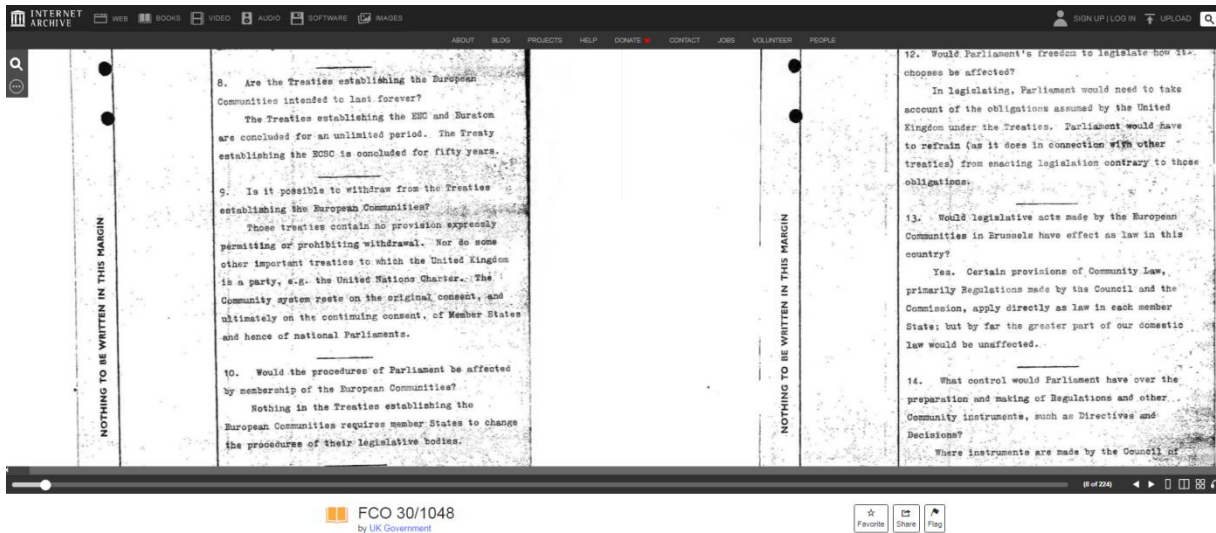 INTERNET ARCHIVE
WEB
BOOKS
VIDEO
AUDIO
SOFTWARE
IMAGES
SIGN UP | LOG IN
UPLOAD
ABOUT
BLOG
PROJECTS
HELP
DONATE
CONTACT
JOBS
VOLUNTEER
PEOPLE
NOTHING TO BE WRITTEN IN THIS MARGIN
8. Are the Treaties establishing the European
Communities intended to last forever?
The Treaties establishing the EEC and Euratom
are concluded for an unlimited period. The Treaty
establishing the ECSC is concluded for fifty years.
9. Is it possible to withdraw from the Treaties
establishing the European Communities?
Those treaties contain no provision expressly
permitting or prohibiting withdrawal. Nor do some
other important treaties to which the United Kingdom
is a party, e.g. the United Nations Charter. The
Community system rests on the original consent, and
ultimately on the continuing consent, of Member States
and hence of national Parliaments.
10. Would the procedures of Parliament be affected
by membership of the European Communities?
Nothing in the Treaties establishing the
European Communities requires member States to change
the procedures of their legislative bodies.
NOTHING TO BE WRITTEN IN THIS MARGIN
12. Would Parliament's freedom to legislate how it
chooses be affected?
In legislating, Parliament would need to take
account of the obligations assumed by the United
Kingdom under the Treaties. Parliament would have
to refrain (as it does in connection with other
treaties) from enacting legislation contrary to those
obligations.
13. Would legislative acts made by the European
Communities in Brussels have effect as law in this
country?
Yes. Certain provisions of Community Law,
primarily Regulations made by the Council and the
Commission, apply directly as law in each member
State; but by far the greater part of our domestic
law would be unaffected.
14. What control would Parliament have over the
preparation and making of Regulations and other
Community instruments, such as Directives and
Decisions?
Where instruments are made by the Council of
(8 of 224)
FCO 30/1048
by UK Government
Favorite
Share
Flag